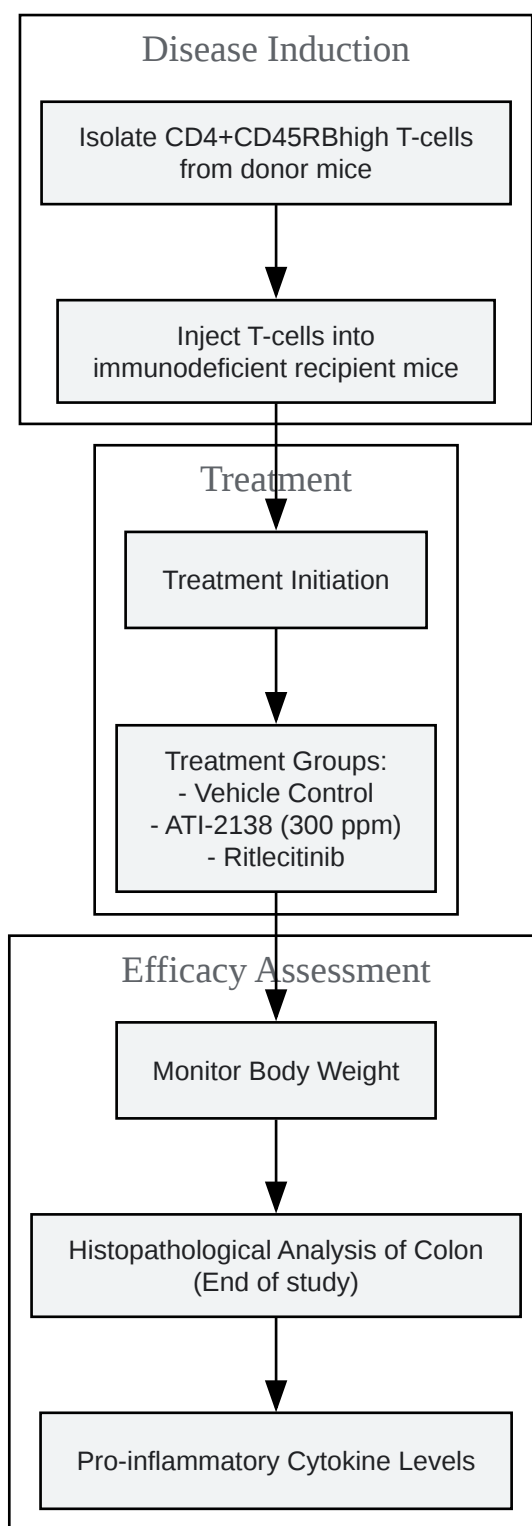 Disease Induction
Isolate CD4+CD45RBhigh T-cells
from donor mice
Inject T-cells into
immunodeficient recipient mice
Treatment
Treatment Initiation
Treatment Groups:
- Vehicle Control
- ATI-2138 (300 ppm)
- Ritlecitinib
Efficacy Assessment
Monitor Body Weight
Histopathological Analysis of Colon
(End of study)
Pro-inflammatory Cytokine Levels